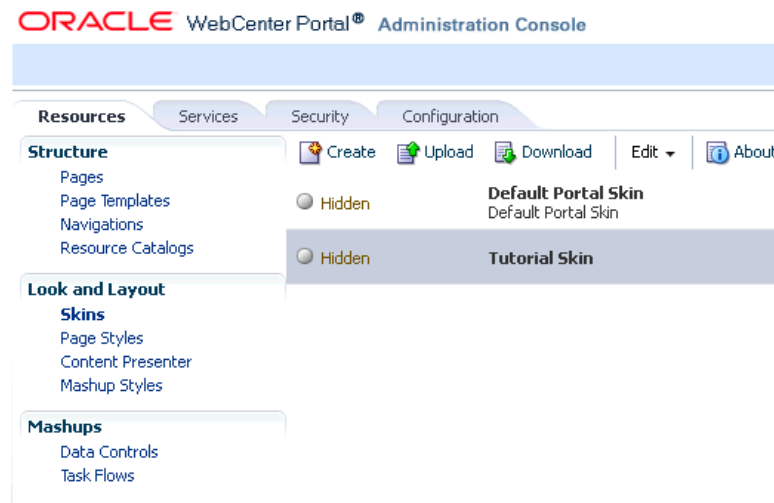 ORACLE WebCenter Portal® Administration Console
Resources Services Security Configuration
Structure
Pages
Page Templates
Navigations
Resource Catalogs
Look and Layout
Skins
Page Styles
Content Presenter
Mashup Styles
Mashups
Data Controls
Task Flows
Create Upload Download Edit About
Hidden Default Portal Skin
Default Portal Skin
Hidden Tutorial Skin